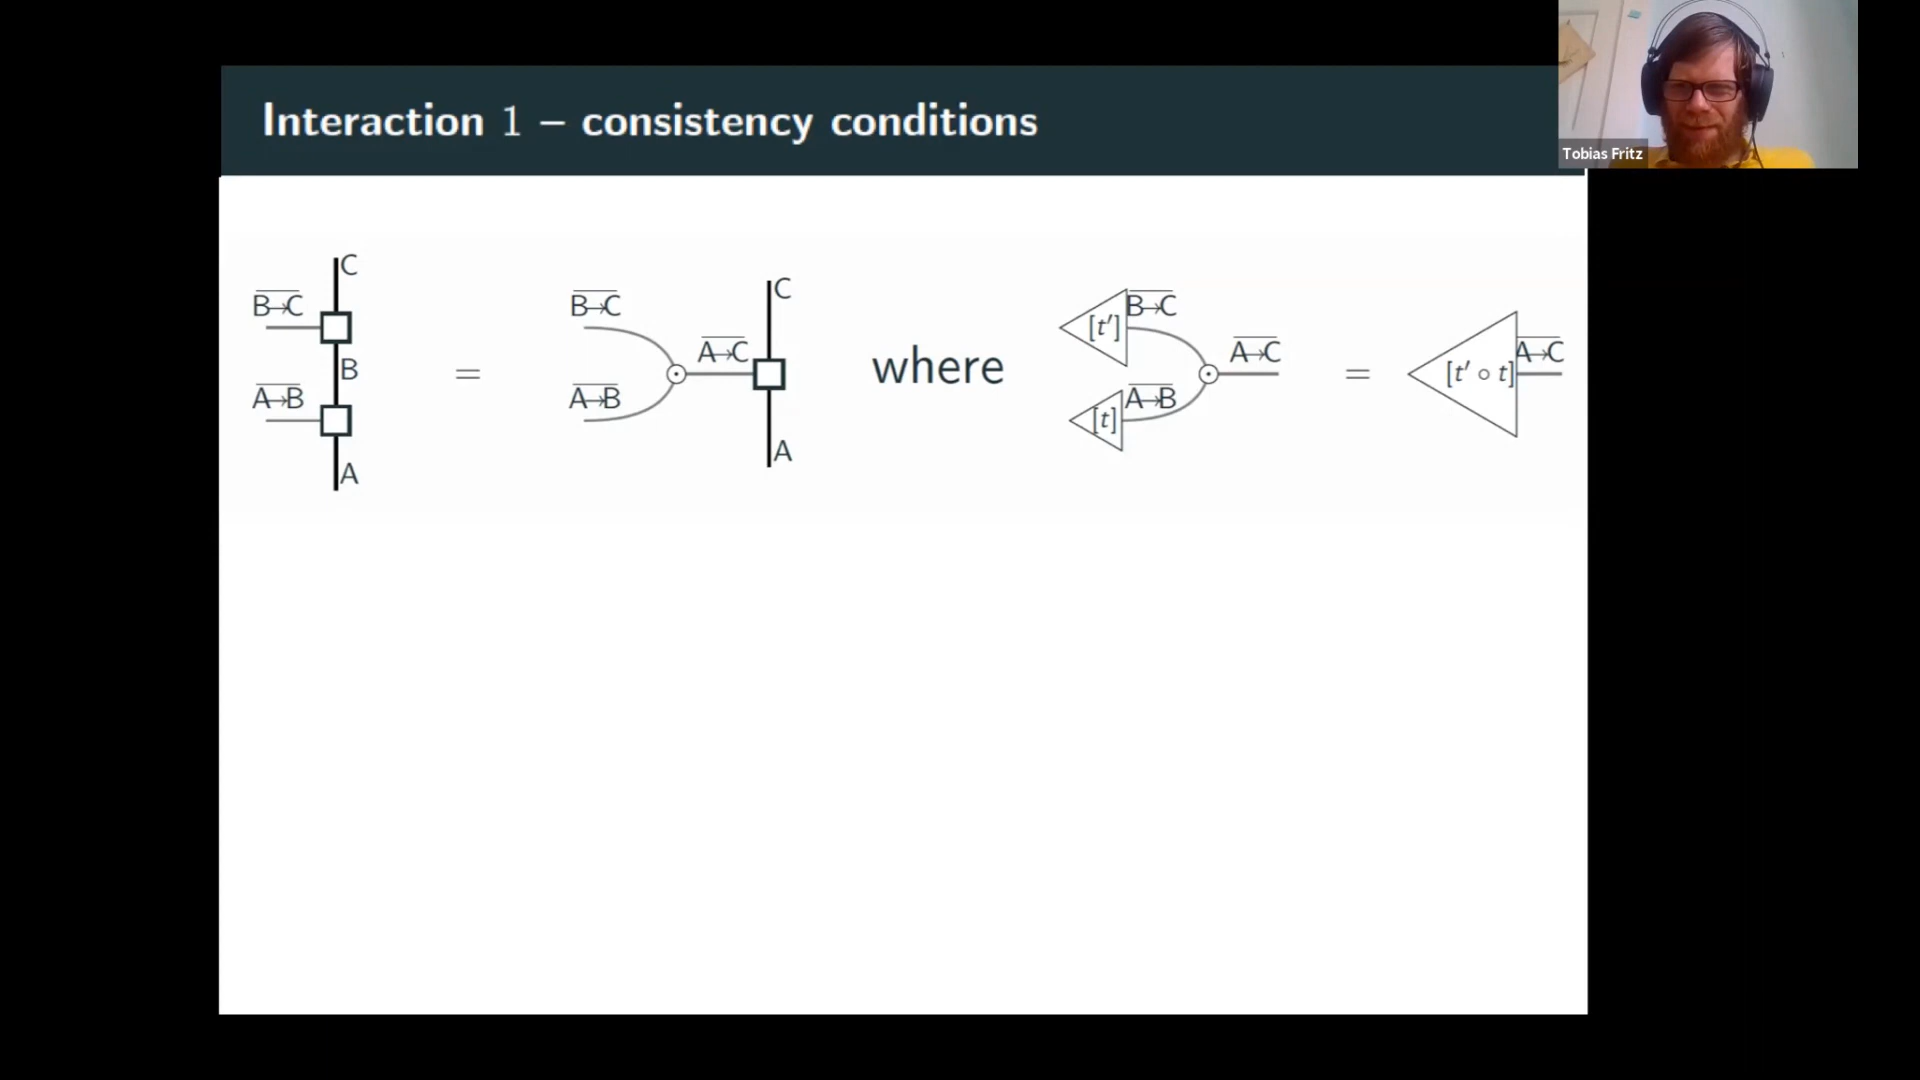 Interaction 1 – consistency conditions
Tobias Fritz
C
B→C
B
A→B
A
=
B→C
A→B
A→C
C
A
where
[t′]
B→C
[t]
A→B
A→C
=
[t′ ∘ t]
A→C